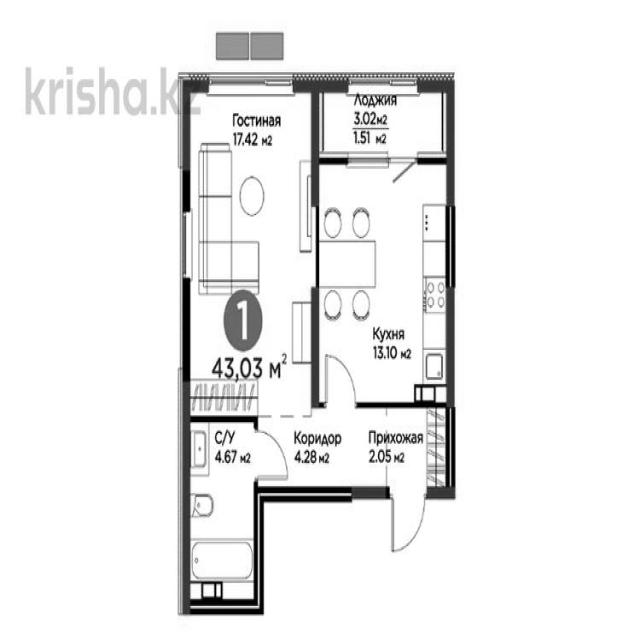 krisha.kz
Гостиная
17.42 м2
Лоджия
3.02м2
1.51 м2
1
43,03 м2
Кухня
13.10 м2
С/У
4.67 м2
Коридор
4.28 м2
Прихожая
2.05 м2